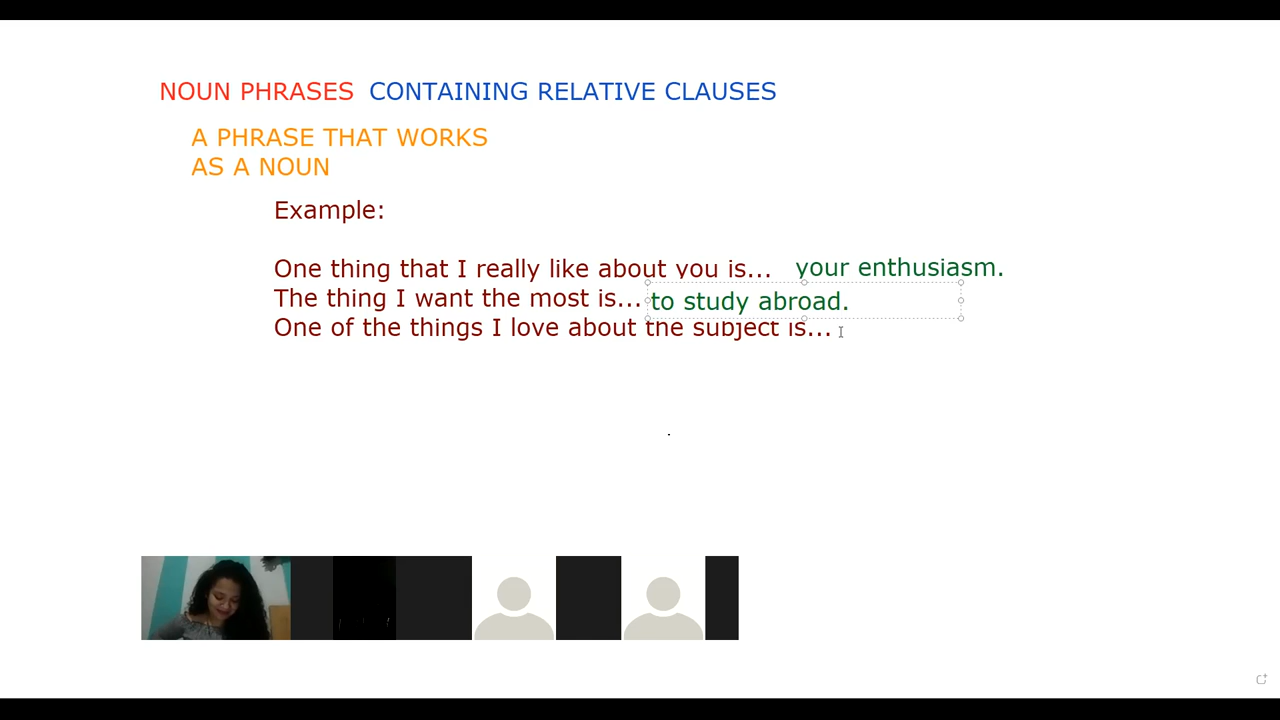 NOUN PHRASES CONTAINING RELATIVE CLAUSES
A PHRASE THAT WORKS
AS A NOUN
Example:
One thing that I really like about you is... your enthusiasm.
The thing I want the most is... to study abroad.
One of the things I love about the subject is...